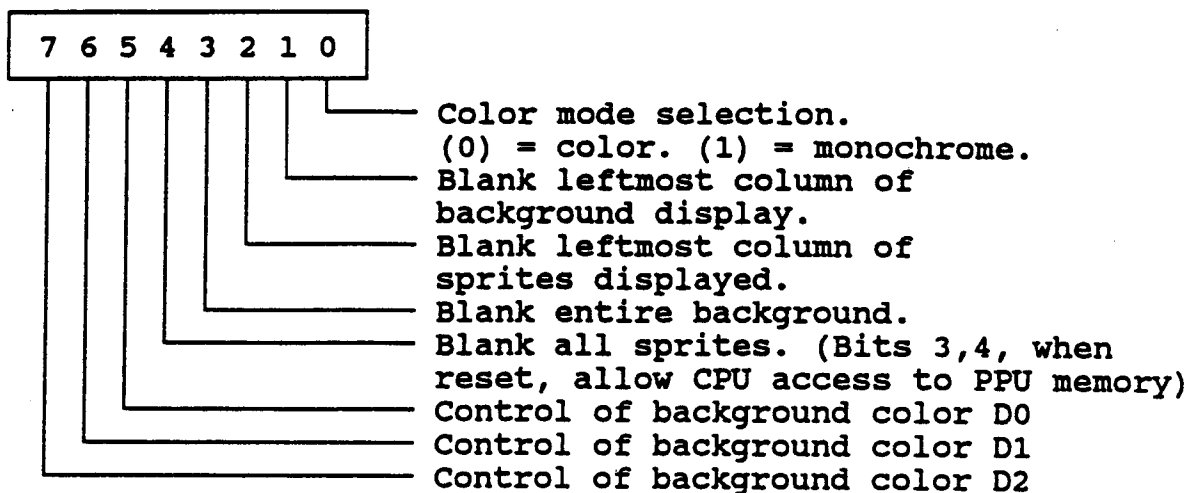 7 6 5 4 3 2 1 0
Color mode selection.
(0) = color. (1) = monochrome.
Blank leftmost column of
background display.
Blank leftmost column of
sprites displayed.
Blank entire background.
Blank all sprites. (Bits 3,4, when
reset, allow CPU access to PPU memory)
Control of background color D0
Control of background color D1
Control of background color D2